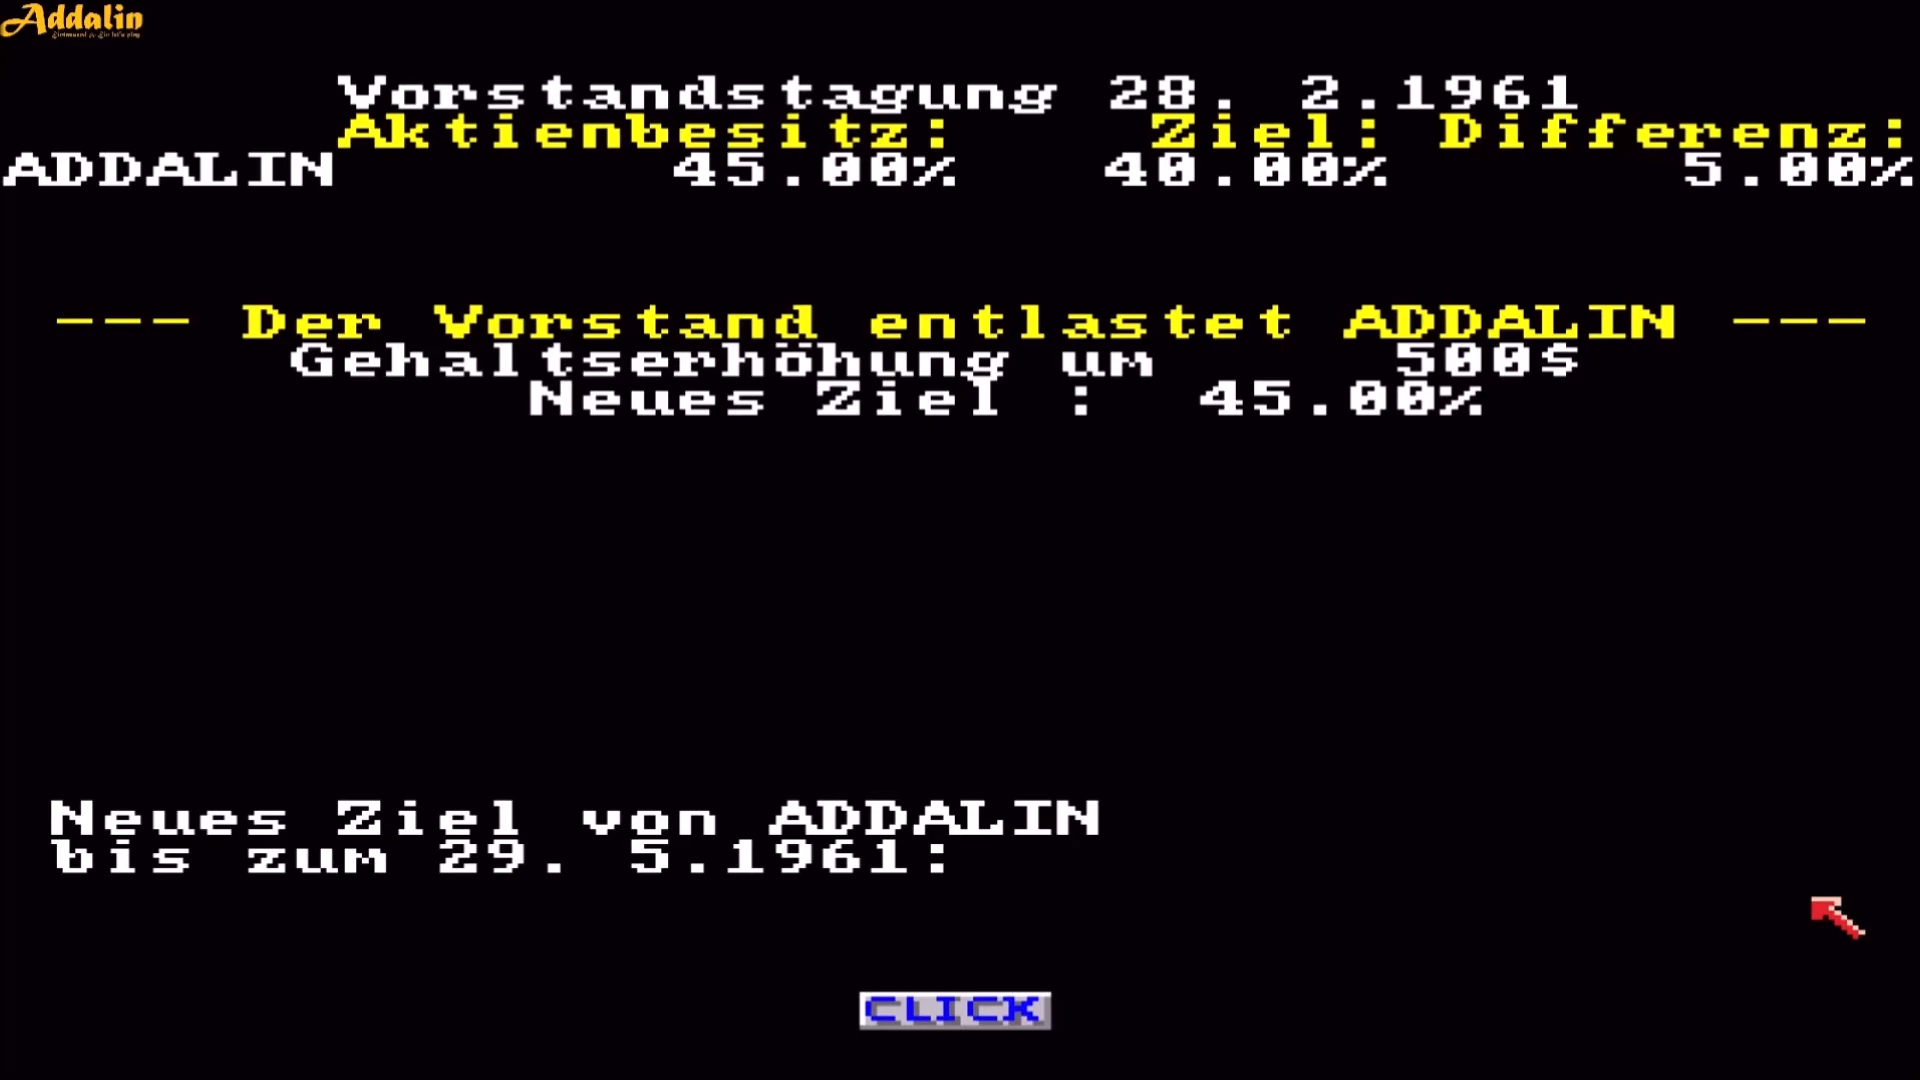 Addalin
Vorstandstagung 28. 2.1961
Aktienbesitz: Ziel: Differenz:
ADDALIN 45.00% 40.00% 5.00%
--- Der Vorstand entlastet ADDALIN ---
Gehaltserhöhung um 500$
Neues Ziel : 45.00%
Neues Ziel von ADDALIN
bis zum 29. 5.1961:
CLICK